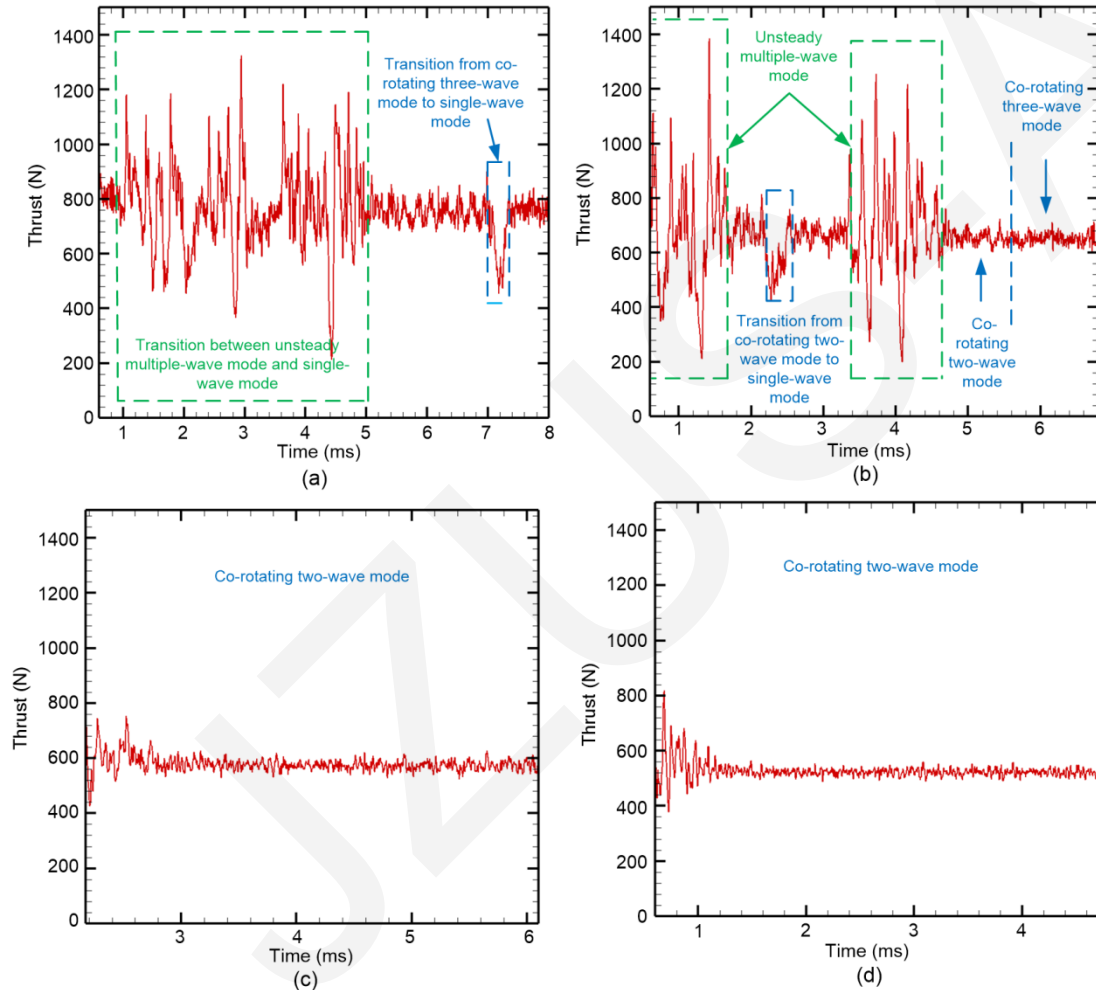 1400
1200
1000
800
600
400
200
0
Thrust (N)
Transition from co-
rotating three-wave
mode to single-wave
mode
Transition between unsteady
multiple-wave mode and single-
wave mode
1 2 3 4 5 6 7 8
Time (ms)
(a)
1400
1200
1000
800
600
400
200
0
Thrust (N)
Unsteady
multiple-wave
mode
Co-rotating
three-wave
mode
Transition from
co-rotating two-
wave mode to
single-wave
mode
Co-
rotating
two-wave
mode
1 2 3 4 5 6
Time (ms)
(b)
1400
1200
1000
800
600
400
200
0
Thrust (N)
Co-rotating two-wave mode
3 4 5 6
Time (ms)
(c)
1400
1200
1000
800
600
400
200
0
Thrust (N)
Co-rotating two-wave mode
1 2 3 4
Time (ms)
(d)
JZUS-A